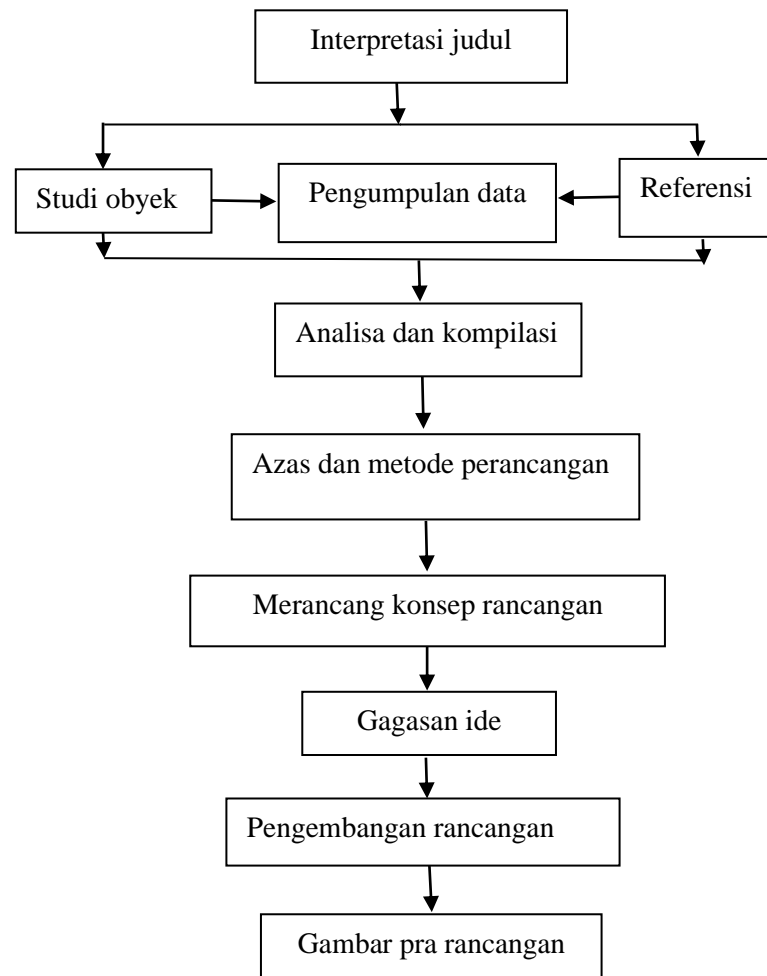 Interpretasi judul
Studi obyek
Pengumpulan data
Referensi
Analisa dan kompilasi
Azas dan metode perancangan
Merancang konsep rancangan
Gagasan ide
Pengembangan rancangan
Gambar pra rancangan